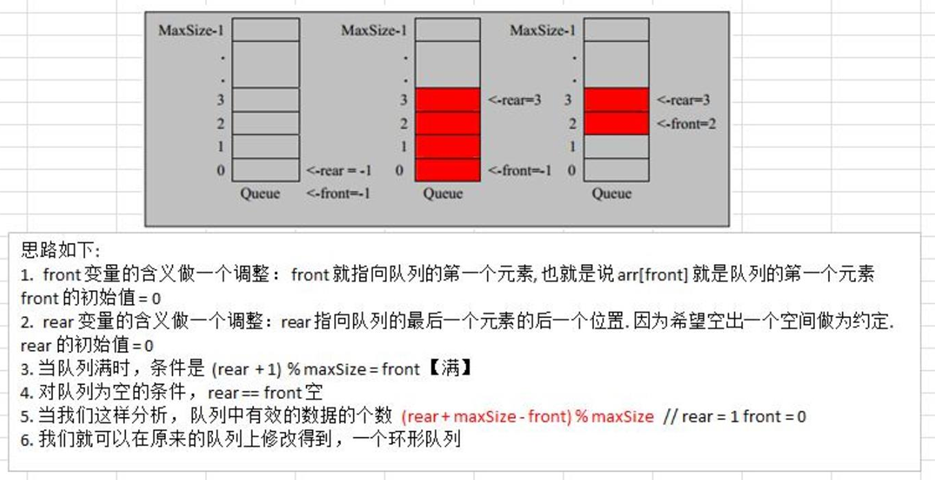 MaxSize-1 MaxSize-1 MaxSize-1
. . .
. . .
3 3 <-rear=3 3 <-rear=3
2 2 2 <-front=2
1 1 1
0 <-rear = -1 0 <-front=-1 0
Queue <-front=-1 Queue Queue
思路如下:
1. front 变量的含义做一个调整： front 就指向队列的第一个元素, 也就是说 arr[front] 就是队列的第一个元素
front 的初始值 = 0
2. rear 变量的含义做一个调整：rear 指向队列的最后一个元素的后一个位置. 因为希望空出一个空间做为约定.
rear 的初始值 = 0
3. 当队列满时，条件是 (rear + 1) % maxSize = front 【满】
4. 对队列为空的条件，rear == front 空
5. 当我们这样分析，队列中有效的数据的个数 (rear + maxSize - front) % maxSize // rear = 1 front = 0
6. 我们就可以在原来的队列上修改得到，一个环形队列